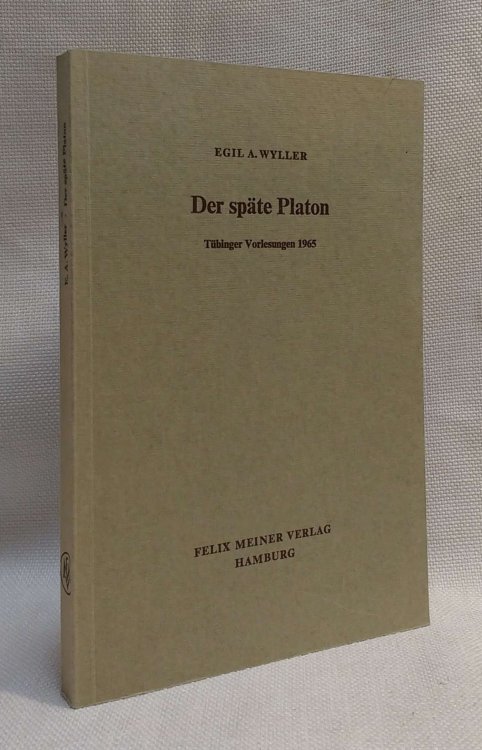 EGIL A. WYLLER
Der späte Platon
Tübinger Vorlesungen 1965
FELIX MEINER VERLAG
HAMBURG
E. A. Wyller · Der späte Platon